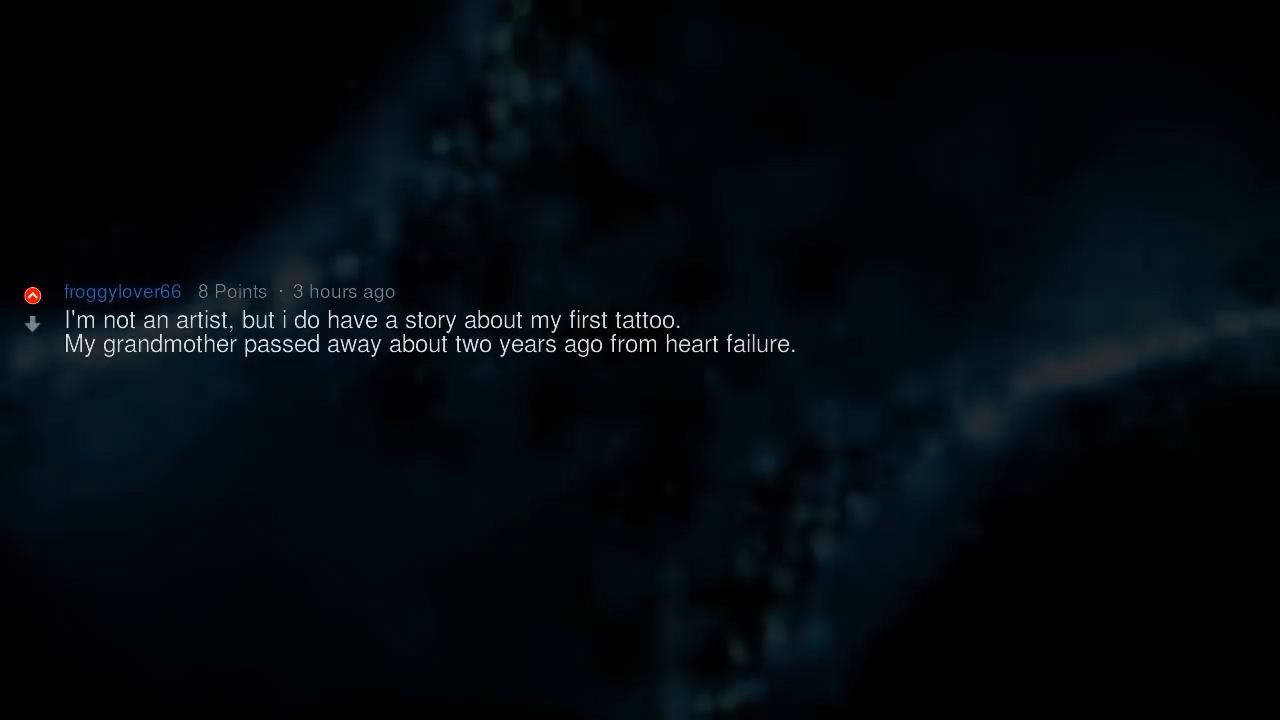 froggylover66 8 Points · 3 hours ago
I'm not an artist, but i do have a story about my first tattoo.
My grandmother passed away about two years ago from heart failure.